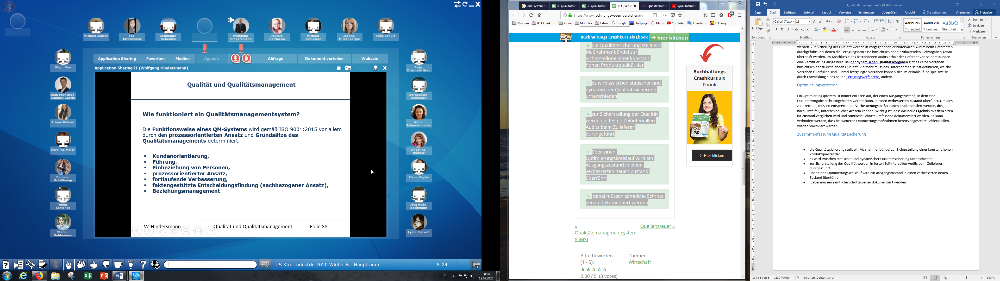 Michael Zausch
Tea
Ibrasimovic
Stephanie
Schantze
Wolfgang
Hindersmann
Daniela
Hoffmann
Michael
Schlosser
Jeanne
Mildenberger
Mike Schulz
Xiuju Gou
Juan Francisco
Campoy Garcia
Ariane Hübner
Karolina Meier
Daniela
Schiltkamp
Tomás
Semanco
Stefan
Goldammer
Anja
Drechsel-Grau
Bernadette
Heubusch
Alina
Schewtschenko
Angelika
Hübner
Elena Reglin
Jörg Bodo
Bechmann
Lydia Rückelt
Application Sharing
Favoriten
Medien
Agenda
Abfrage
Dokument verteilen
Webcam
Application Sharing II (Wolfgang Hindersmann)
Qualität und Qualitätsmanagement
Wie funktioniert ein Qualitätsmanagementsystem?
Die Funktionsweise eines QM-Systems wird gemäß ISO 9001:2015 vor allem
durch den prozessorientierten Ansatz und Grundsätze des
Qualitätsmanagements determiniert.
Kundenorientierung,
Führung,
Einbeziehung von Personen,
prozessorientierter Ansatz,
fortlaufende Verbesserung,
faktengestützte Entscheidungsfindung (sachbezogener Ansatz),
Beziehungsmanagement
W. Hindersmann
Qualität und Qualitätsmanagement
Folie 88
US Kfm Industrie 2020 Winter B - Hauptraum
8:24
DE
08:24
12.08.2020
qm-system e
▷ Qualitätsm
▷ Qualitätsm
▷ Qualitä
Qualitätsman
Qualitätsman
https://www.rechnungswesen-verstehen.de
Meinem
IHK Frankfurt
Viona
Modules
Extras
Google
Startpage
Maps
YouTube
Translator
LEO.org
Buchhaltungs Crashkurs als Ebook
➔ hier klicken
die Qualitätssicherung stellt ein
Maßnahmenbündel zur
Sicherstellung einer konstant
hohen Produktqualität dar
es wird zwischen statischer und
dynamischer Qualitätssicherung
unterschieden
zur Sicherstellung der Qualität
werden in festen Zeitintervallen
Audits beim Zulieferer
durchgeführt
über einen
Optimierungskreislauf wird ein
Ausgangszustand in einen
verbesserten neuen Zustand
überführt
dabei müssen sämtliche Schritte
genau dokumentiert werden
«
Qualitätsmanagmentsystem
(QMS)
Quellensteuer »
Bitte bewerten
(1 - 5):
2.00 / 5 (3 votes)
Themen:
Wirtschaft
Buchhaltungs
Crashkurs als
Ebook
▷ Hier klicken
Quatlitätsmanagement 2 (JUAN) - Word
Datei
Start
Einfügen
Entwurf
Layout
Verweise
Sendungen
Überprüfen
Ansicht
Sie wünschen...
Anmelden
Freigeben
Einfügen
Calibri (Textk
11
F K U abc
AaBbCcDc
AaBbCcDc
AaBbCc
¶ Standard
¶ Kein Lee...
Überschrif...
Suchen
Ersetzen
Markieren
Zwischen...
Schriftart
Absatz
Formatvorlagen
Bearbeiten
werden. Zur Sicherung der Qualität werden in vorgegebenen Zeitintervallen Audits beim Lieferanten
durchgeführt, bei denen die Fertigungsprozesse hinsichtlich der einzuhaltenden Zielvorgaben genau
überprüft werden. Im Anschluss eines bestandenen Audits erhält der Lieferant von seinem Kunden
eine Zertifizierung ausgestellt. Bei der dynamischen Qualitätsvorgaben gibt es keine Vorgaben
hinsichtlich der zu erzielenden Qualität. Vielmehr muss das Unternehmen selbst definieren, welche
Vorgaben zu erfüllen sind. Einmal festgelegte Vorgaben können sich im Zeitablauf, beispielsweise
durch Entwicklung eines neuen Fertigungsverfahrens, ändern.
Optimierungsprozesse
Ein Optimierungsprozess ist immer ein Kreislauf, der einen Ausgangszustand, in dem eine
Qualitätsvorgabe nicht eingehalten werden kann, in einen verbesserten Zustand überführt. Um dies
zu erreichen, müssen entsprechende Verbesserungsmaßnahmen implementiert werden, die, je
nach Einzelfall, unterschiedlicher Art sein können. Wichtig ist, dass das neue Ergebnis mit dem alten
Ist-Zustand verglichen wird und sämtliche Schritte umfassend dokumentiert werden. So kann
verhindert werden, dass bei weiteren Optimierungsmaßnahmen bereits abgestellte Fehlerquellen
wieder reaktiviert werden.
Zusammenfassung Qualitätssicherung
die Qualitätssicherung stellt ein Maßnahmenbündel zur Sicherstellung einer konstant hohen
Produktqualität dar
es wird zwischen statischer und dynamischer Qualitätssicherung unterschieden
zur Sicherstellung der Qualität werden in festen Zeitintervallen Audits beim Zulieferer
durchgeführt
über einen Optimierungskreislauf wird ein Ausgangszustand in einen verbesserten neuen
Zustand überführt
dabei müssen sämtliche Schritte genau dokumentiert werden
Seite 5 von 5
1130 Wörter
Deutsch (Deutschland)
100 %